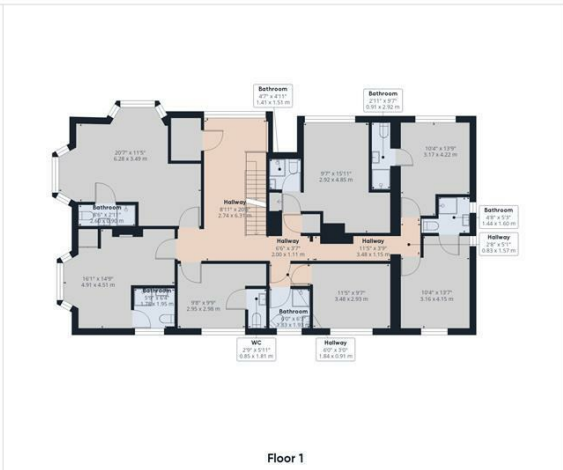 Bathroom
4'7" x 4'11"
1.41 x 1.51 m
Bathroom
2'11" x 9'7"
0.91 x 2.92 m
20'7" x 11'5"
6.28 x 3.49 m
10'4" x 13'9"
3.17 x 4.22 m
9'7" x 15'11"
2.92 x 4.85 m
Hallway
2.74 x
Bathroom
Bathroom
4'9" x 5'3"
1.44 x 1.60 m
Hallway
2'8" x 5'1"
0.83 x 1.57 m
Hallway
6'6" x 3'7"
2.00 x 1.11 m
Hallway
11'5" x 3'9"
3.48 x 1.15 m
16'1" x 14'9"
4.91 x 4.51 m
Bathroom
9'8" x 9'9"
2.95 x 2.98 m
11'5" x 9'7"
3.48 x 2.93 m
10'4" x 13'7"
3.16 x 4.15 m
Bathroom
WC
2'9" x 5'11"
0.85 x 1.81 m
Hallway
6'0" x 3'0"
1.84 x 0.91 m
Floor 1